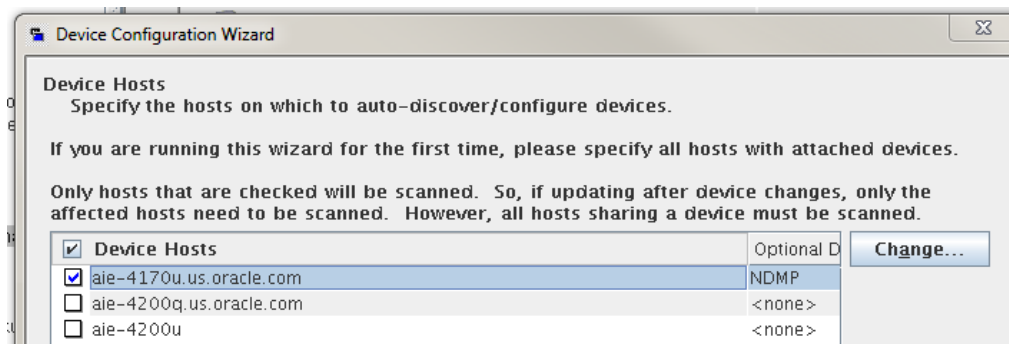 Device Configuration Wizard
Device Hosts
Specify the hosts on which to auto-discover/configure devices.
If you are running this wizard for the first time, please specify all hosts with attached devices.
Only hosts that are checked will be scanned. So, if updating after device changes, only the
affected hosts need to be scanned. However, all hosts sharing a device must be scanned.
Device Hosts Optional D Change...
aie-4170u.us.oracle.com NDMP
aie-4200q.us.oracle.com <none>
aie-4200u <none>